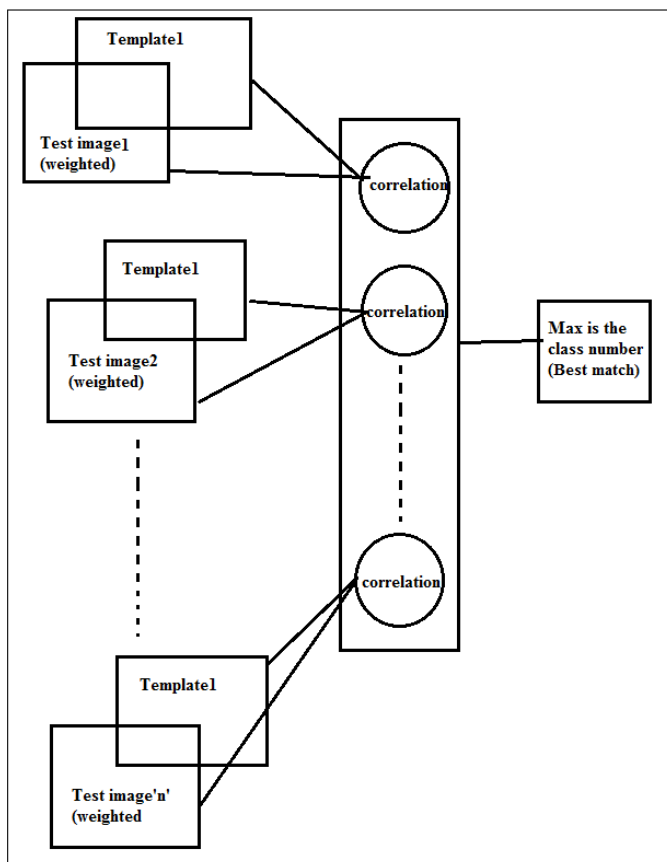 Template1
Test image1
(weighted)
correlation
Template1
correlation
Test image2
(weighted)
Max is the
class number
(Best match)
correlation
Template1
Test image'n'
(weighted